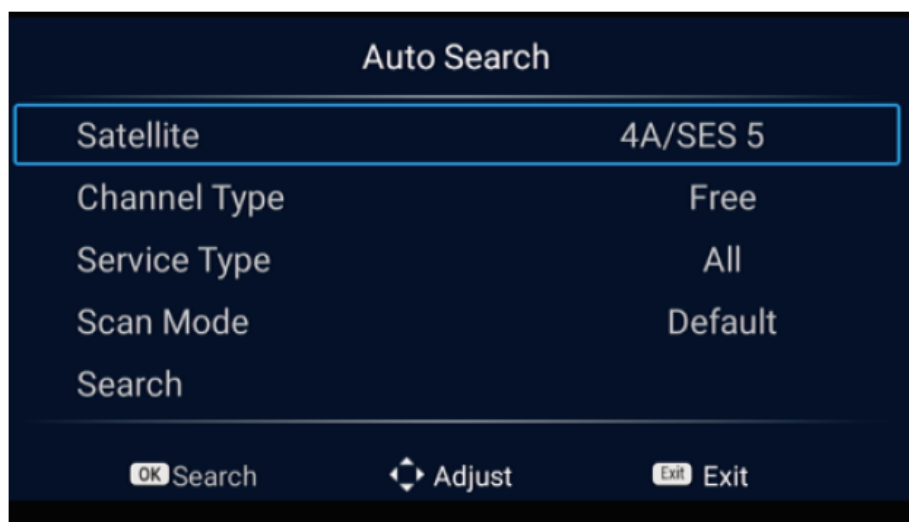 Auto Search
Satellite 4A/SES 5
Channel Type Free
Service Type All
Scan Mode Default
Search
OK Search Adjust Exit Exit